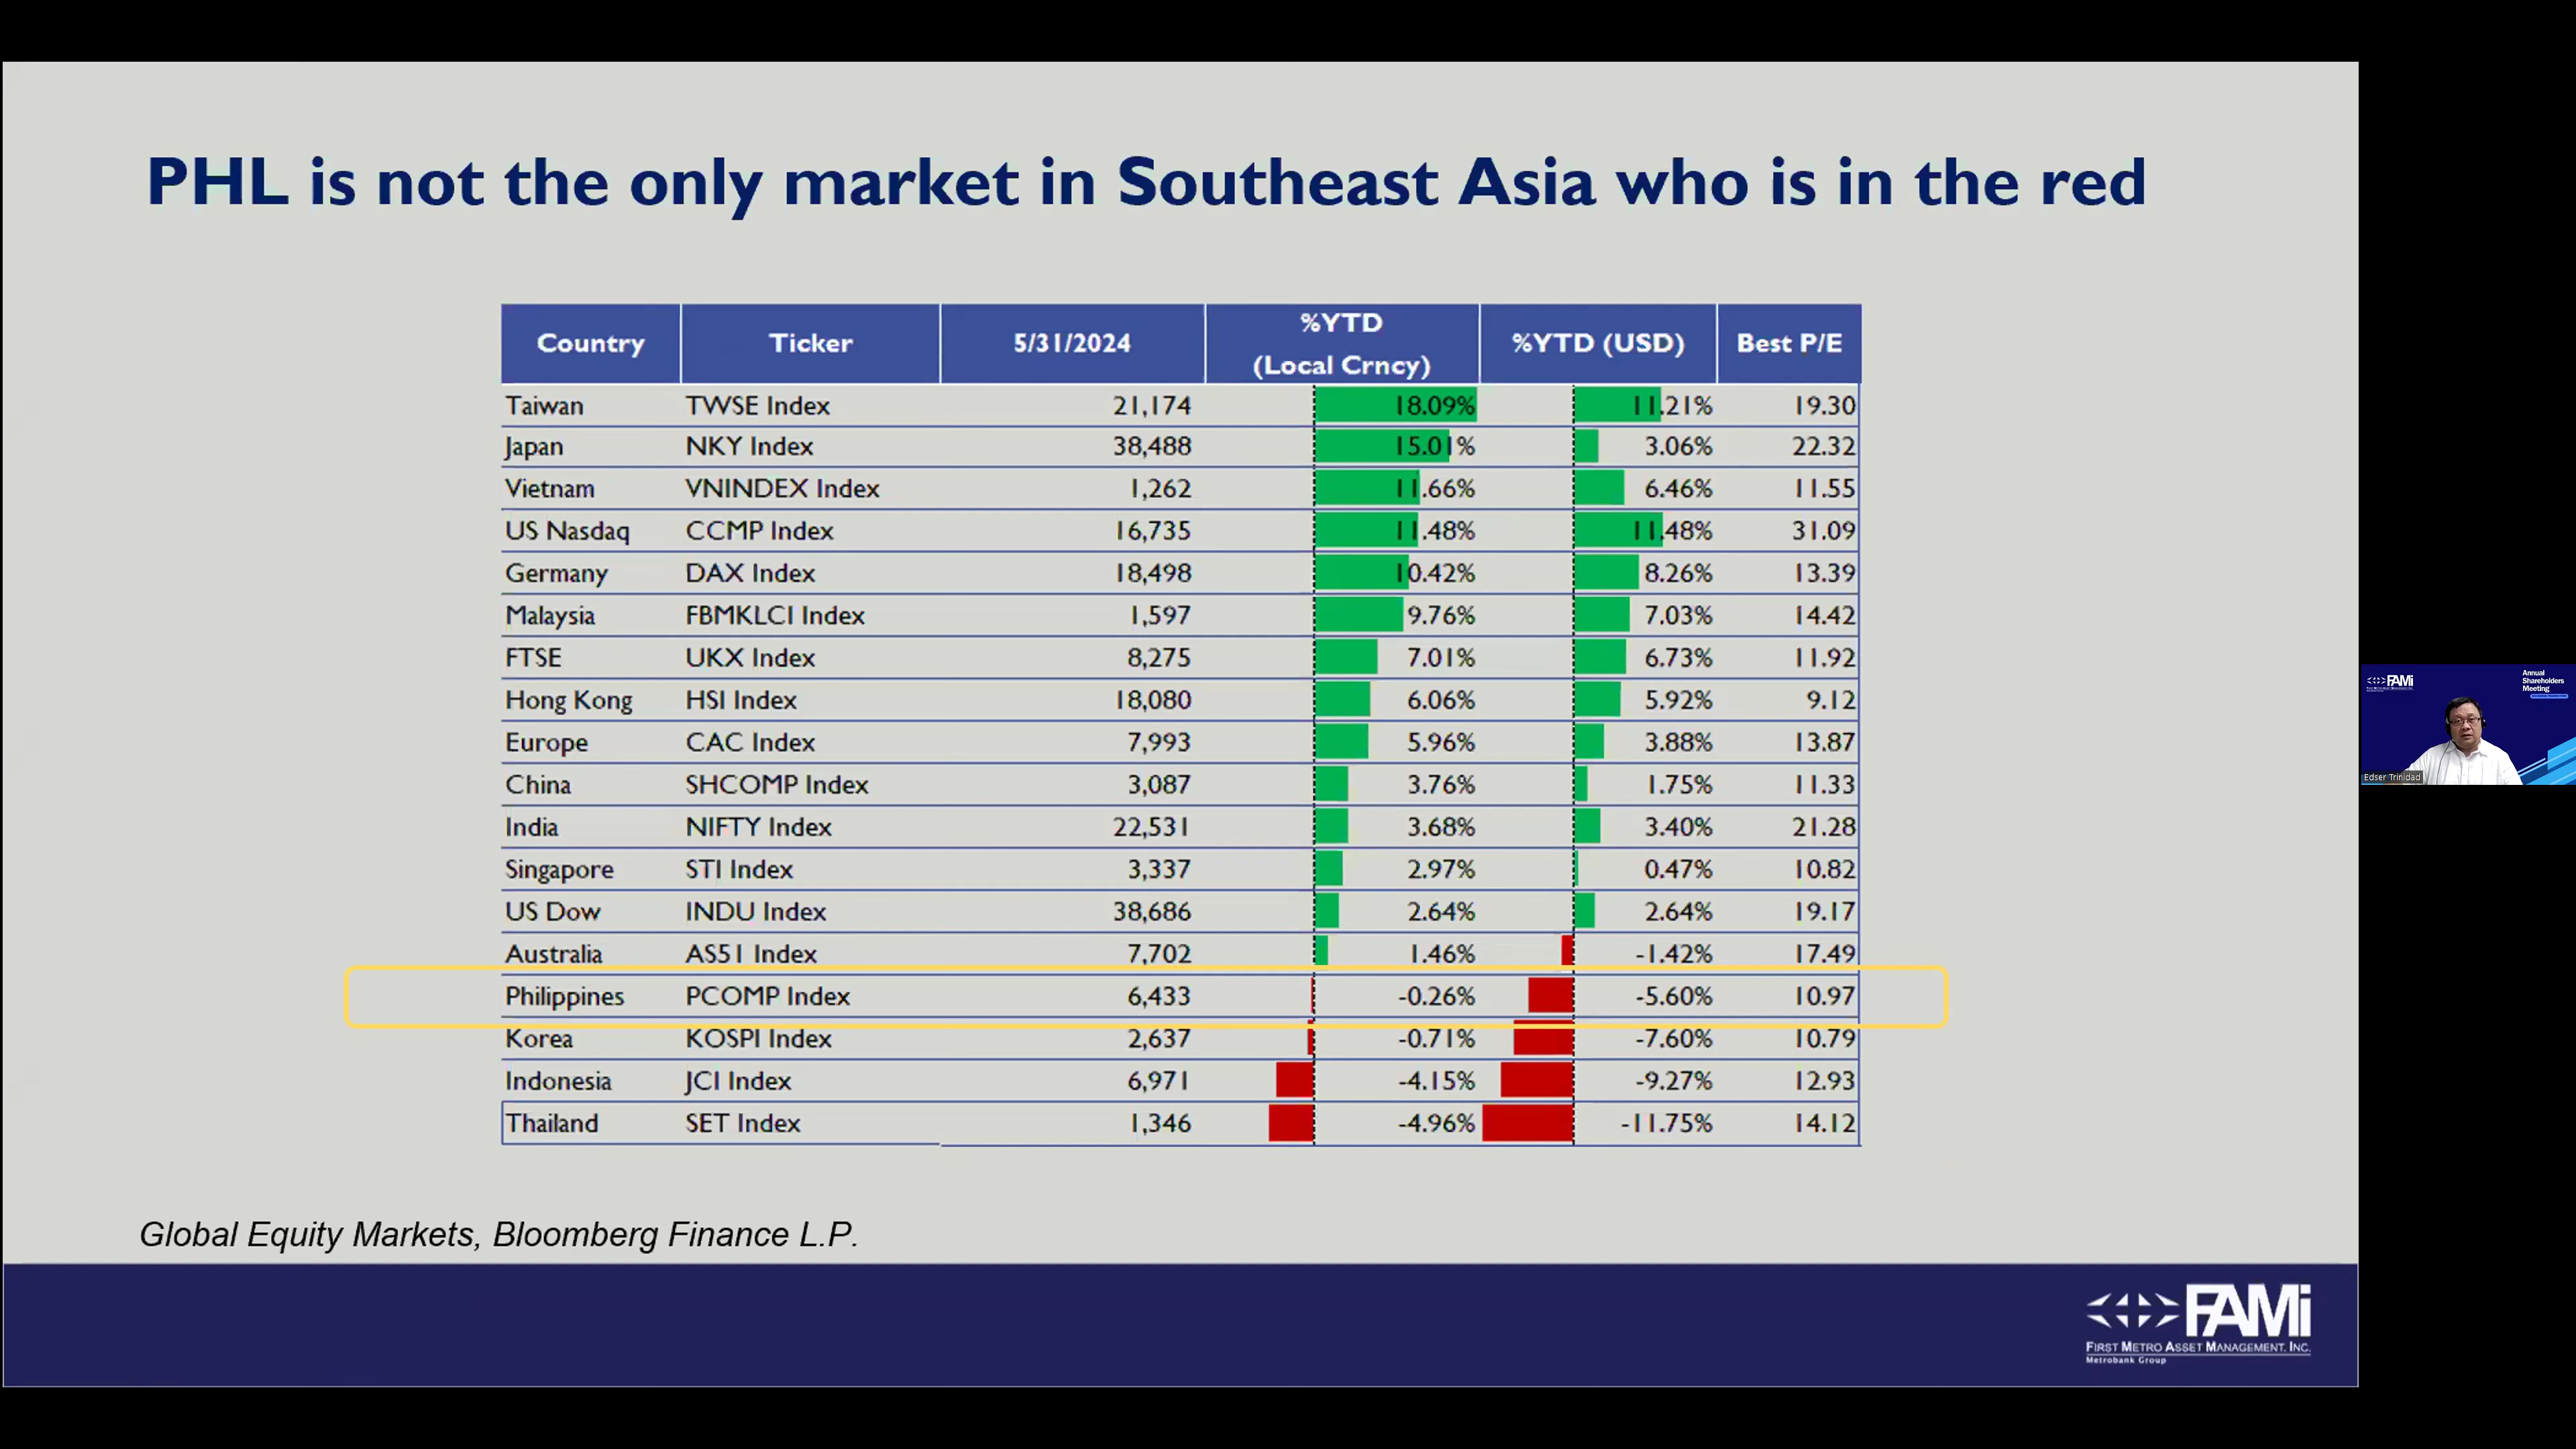 PHL is not the only market in Southeast Asia who is in the red
Country Ticker 5/31/2024 %YTD (Local Crncy) %YTD (USD) Best P/E
Taiwan TWSE Index 21,174 18.09% 11.21% 19.30
Japan NKY Index 38,488 15.01% 3.06% 22.32
Vietnam VNINDEX Index 1,262 11.66% 6.46% 11.55
US Nasdaq CCMP Index 16,735 11.48% 11.48% 31.09
Germany DAX Index 18,498 10.42% 8.26% 13.39
Malaysia FBMKLCI Index 1,597 9.76% 7.03% 14.42
FTSE UKX Index 8,275 7.01% 6.73% 11.92
Hong Kong HSI Index 18,080 6.06% 5.92% 9.12
Europe CAC Index 7,993 5.96% 3.88% 13.87
China SHCOMP Index 3,087 3.76% 1.75% 11.33
India NIFTY Index 22,531 3.68% 3.40% 21.28
Singapore STI Index 3,337 2.97% 0.47% 10.82
US Dow INDU Index 38,686 2.64% 2.64% 19.17
Australia AS51 Index 7,702 1.46% -1.42% 17.49
Philippines PCOMP Index 6,433 -0.26% -5.60% 10.97
Korea KOSPI Index 2,637 -0.71% -7.60% 10.79
Indonesia JCI Index 6,971 -4.15% -9.27% 12.93
Thailand SET Index 1,346 -4.96% -11.75% 14.12
Global Equity Markets, Bloomberg Finance L.P.
FAMi
FIRST METRO ASSET MANAGEMENT, INC.
Metrobank Group
FAMi
Annual
Shareholders
Meeting
Edser Trinidad